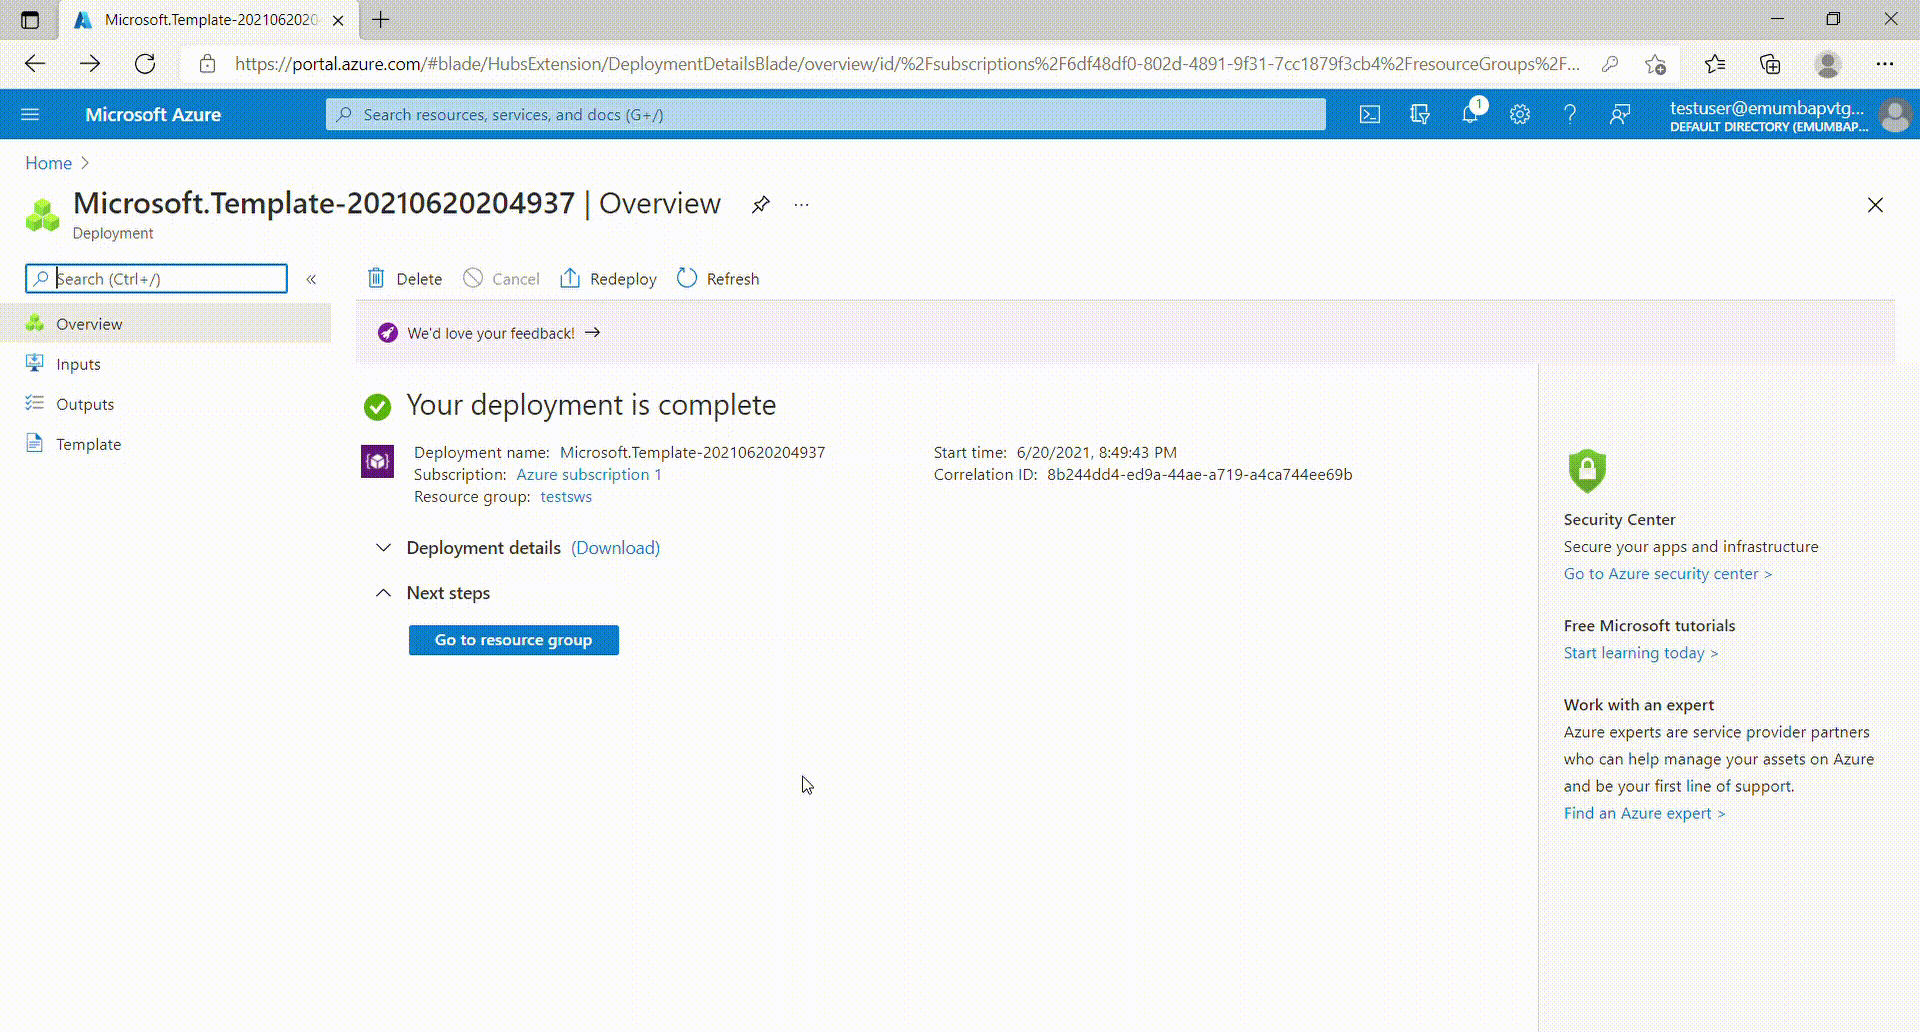 Microsoft.Template-2021062020
https://portal.azure.com/#blade/HubsExtension/DeploymentDetailsBlade/overview/id/%2Fsubscriptions%2F6df48df0-802d-4891-9f31-7cc1879f3cb4%2FresourceGroups%2F...
Microsoft Azure
Search resources, services, and docs (G+/)
1
testuser@emumbapvtg...
DEFAULT DIRECTORY (EMUMBAP...
Home
Microsoft.Template-20210620204937 | Overview
...
Deployment
Search (Ctrl+/)
«
Delete
Cancel
Redeploy
Refresh
Overview
Inputs
Outputs
Template
We'd love your feedback! →
Your deployment is complete
Deployment name: Microsoft.Template-20210620204937
Subscription: Azure subscription 1
Resource group: testsws
Start time: 6/20/2021, 8:49:43 PM
Correlation ID: 8b244dd4-ed9a-44ae-a719-a4ca744ee69b
Deployment details (Download)
Next steps
Go to resource group
Security Center
Secure your apps and infrastructure
Go to Azure security center >
Free Microsoft tutorials
Start learning today >
Work with an expert
Azure experts are service provider partners
who can help manage your assets on Azure
and be your first line of support.
Find an Azure expert >